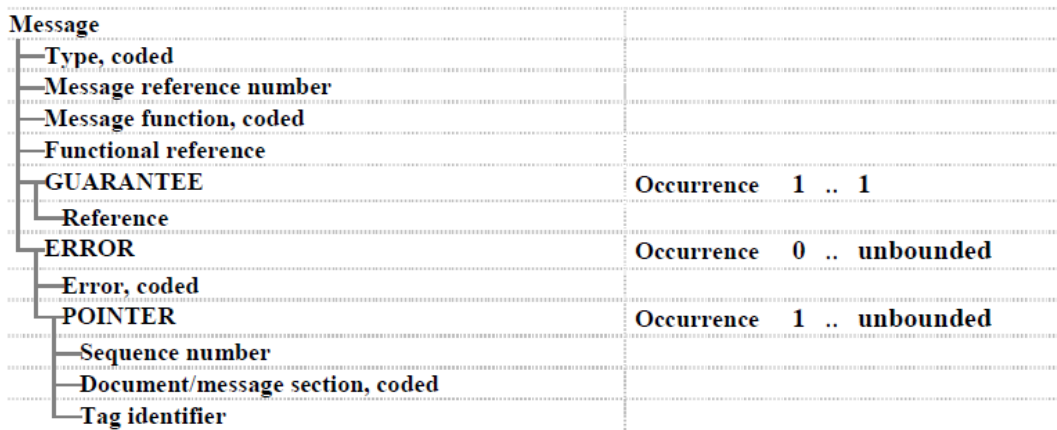 Message
Type, coded
Message reference number
Message function, coded
Functional reference
GUARANTEE Occurrence 1 .. 1
Reference
ERROR Occurrence 0 .. unbounded
Error, coded
POINTER Occurrence 1 .. unbounded
Sequence number
Document/message section, coded
Tag identifier